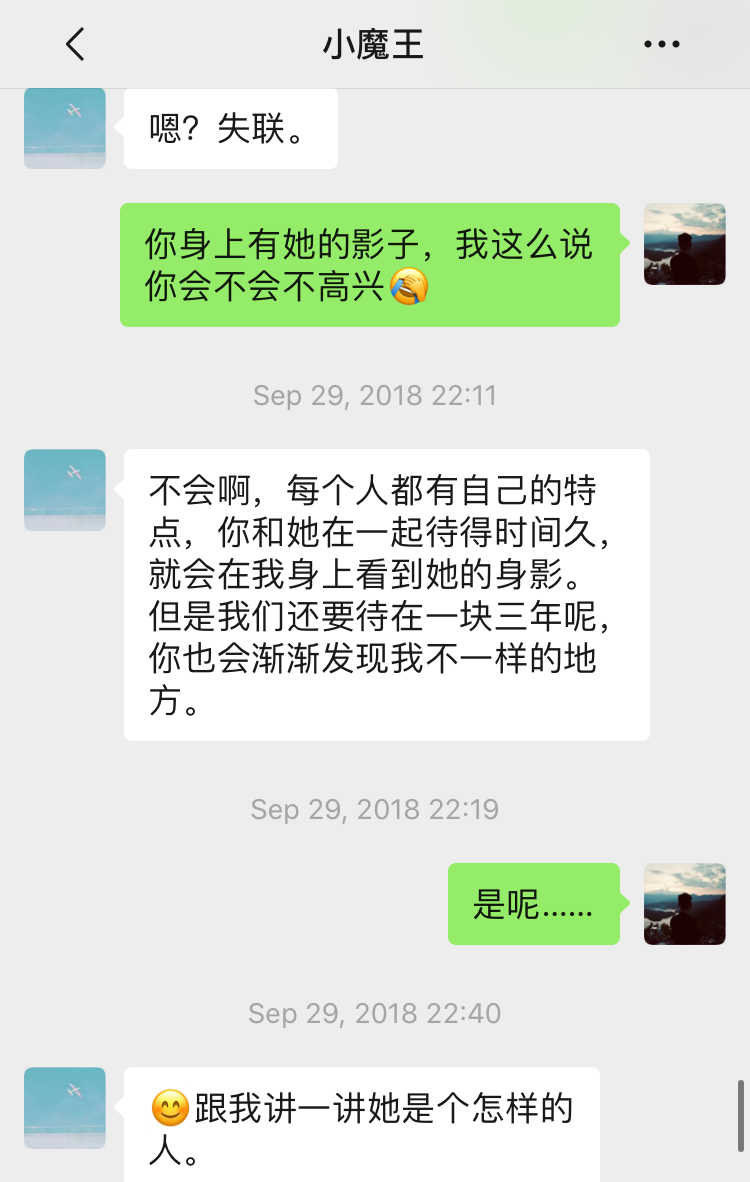 小魔王
嗯？失联。
你身上有她的影子，我这么说
你会不会不高兴🤦
Sep 29, 2018 22:11
不会啊，每个人都有自己的特
点，你和她在一起待得时间久，
就会在我身上看到她的身影。
但是我们还要待在一块三年呢，
你也会渐渐发现我不一样的地
方。
Sep 29, 2018 22:19
是呢......
Sep 29, 2018 22:40
😊跟我讲一讲她是个怎样的
人。